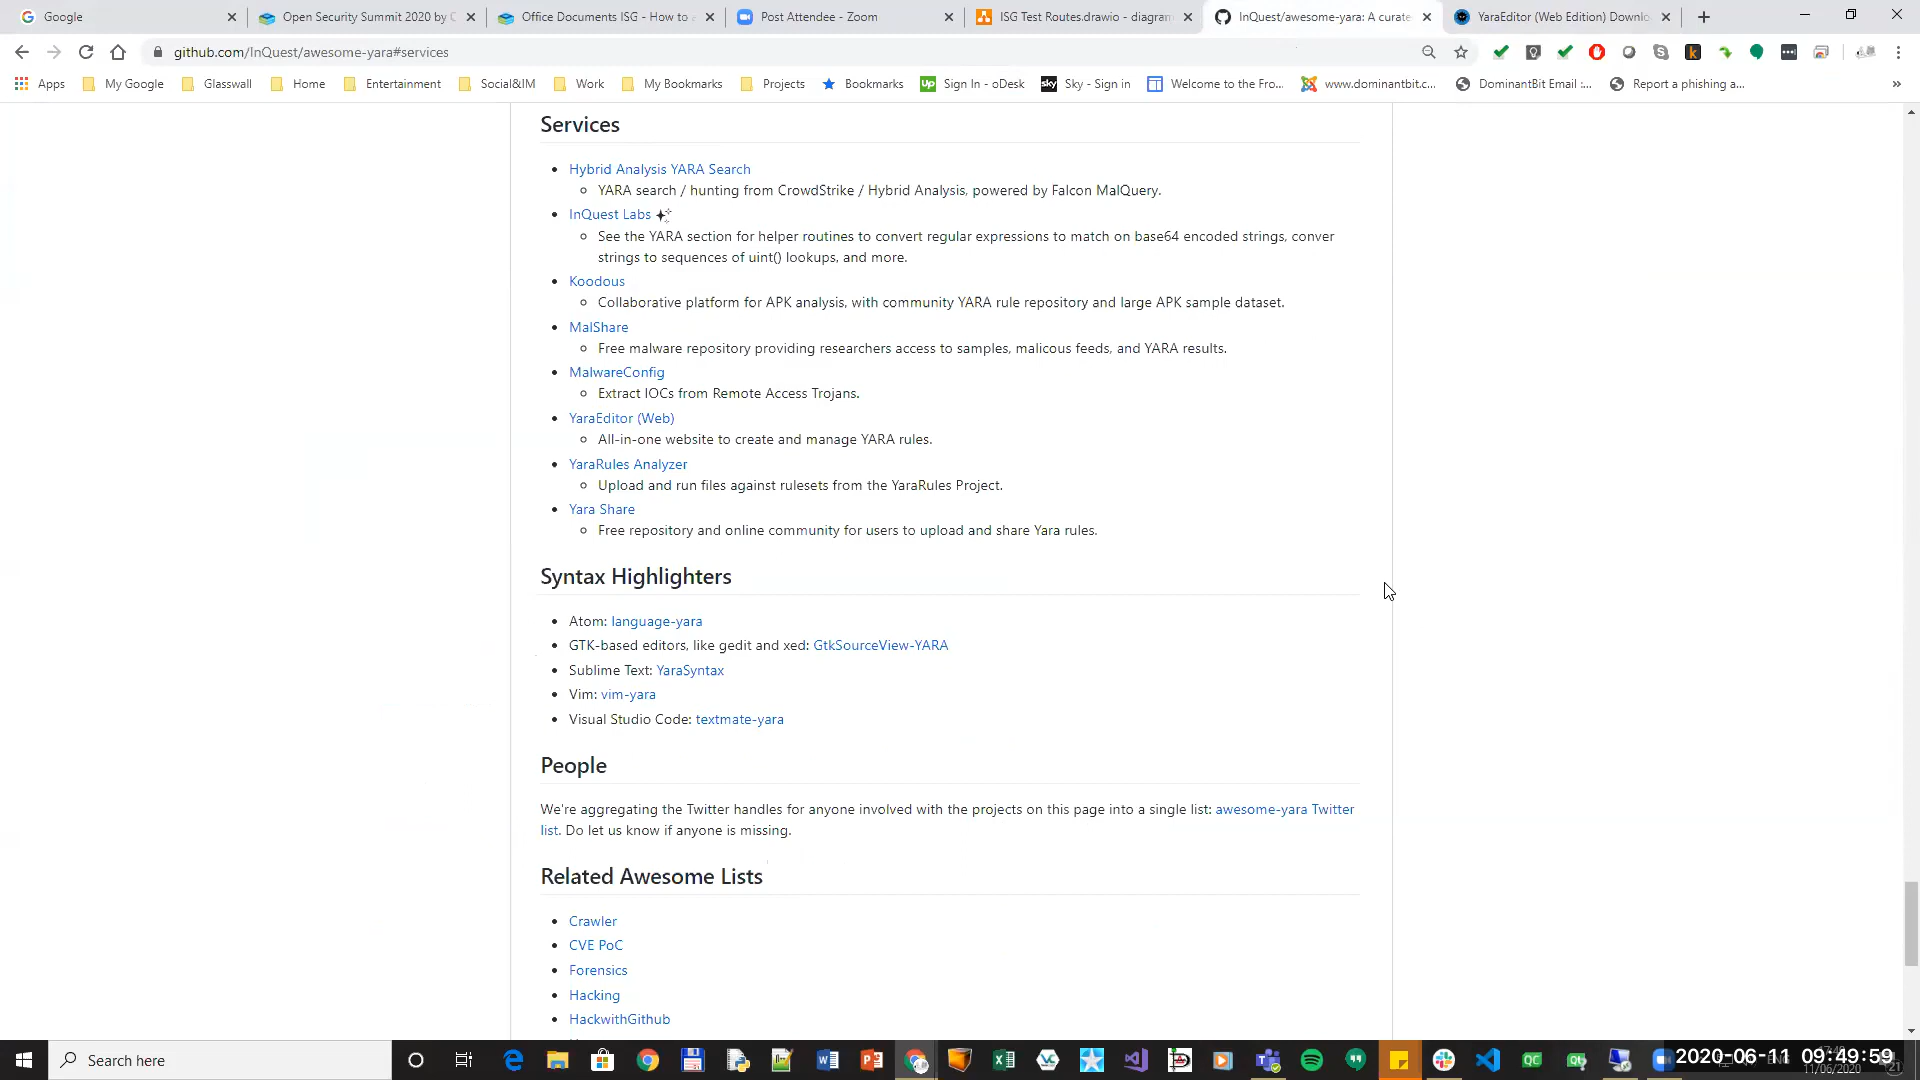 Google
Open Security Summit 2020 by
Office Documents ISG - How to
Post Attendee - Zoom
ISG Test Routes.drawio - diagram
InQuest/awesome-yara: A curate
YaraEditor (Web Edition) Downlo
github.com/InQuest/awesome-yara#services
Apps My Google Glasswall Home Entertainment Social&IM Work My Bookmarks Projects Bookmarks Up Sign In - oDesk sky Sky - Sign in Welcome to the Fro... www.dominantbit.c... DominantBit Email :... Report a phishing a... »
Services
• Hybrid Analysis YARA Search
YARA search / hunting from CrowdStrike / Hybrid Analysis, powered by Falcon MalQuery.
• InQuest Labs
See the YARA section for helper routines to convert regular expressions to match on base64 encoded strings, conver
strings to sequences of uint() lookups, and more.
• Koodous
Collaborative platform for APK analysis, with community YARA rule repository and large APK sample dataset.
• MalShare
Free malware repository providing researchers access to samples, malicous feeds, and YARA results.
• MalwareConfig
Extract IOCs from Remote Access Trojans.
• YaraEditor (Web)
All-in-one website to create and manage YARA rules.
• YaraRules Analyzer
Upload and run files against rulesets from the YaraRules Project.
• Yara Share
Free repository and online community for users to upload and share Yara rules.
Syntax Highlighters
• Atom: language-yara
• GTK-based editors, like gedit and xed: GtkSourceView-YARA
• Sublime Text: YaraSyntax
• Vim: vim-yara
• Visual Studio Code: textmate-yara
People
We're aggregating the Twitter handles for anyone involved with the projects on this page into a single list: awesome-yara Twitter
list. Do let us know if anyone is missing.
Related Awesome Lists
• Crawler
• CVE PoC
• Forensics
• Hacking
• HackwithGithub
Search here
2020-06-11 09:49:59
11/06/2020